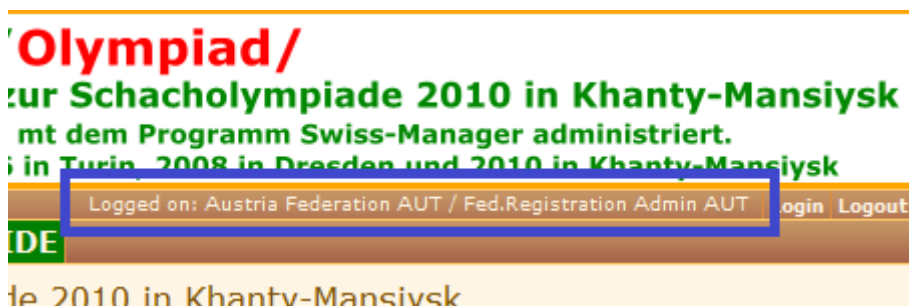 Olympiad/
zur Schacholympiade 2010 in Khanty-Mansiysk
mt dem Programm Swiss-Manager administriert.
in Turin, 2008 in Dresden und 2010 in Khanty-Mansiysk
Logged on: Austria Federation AUT / Fed.Registration Admin AUT Login Logout
IDE
de 2010 in Khanty-Mansiysk